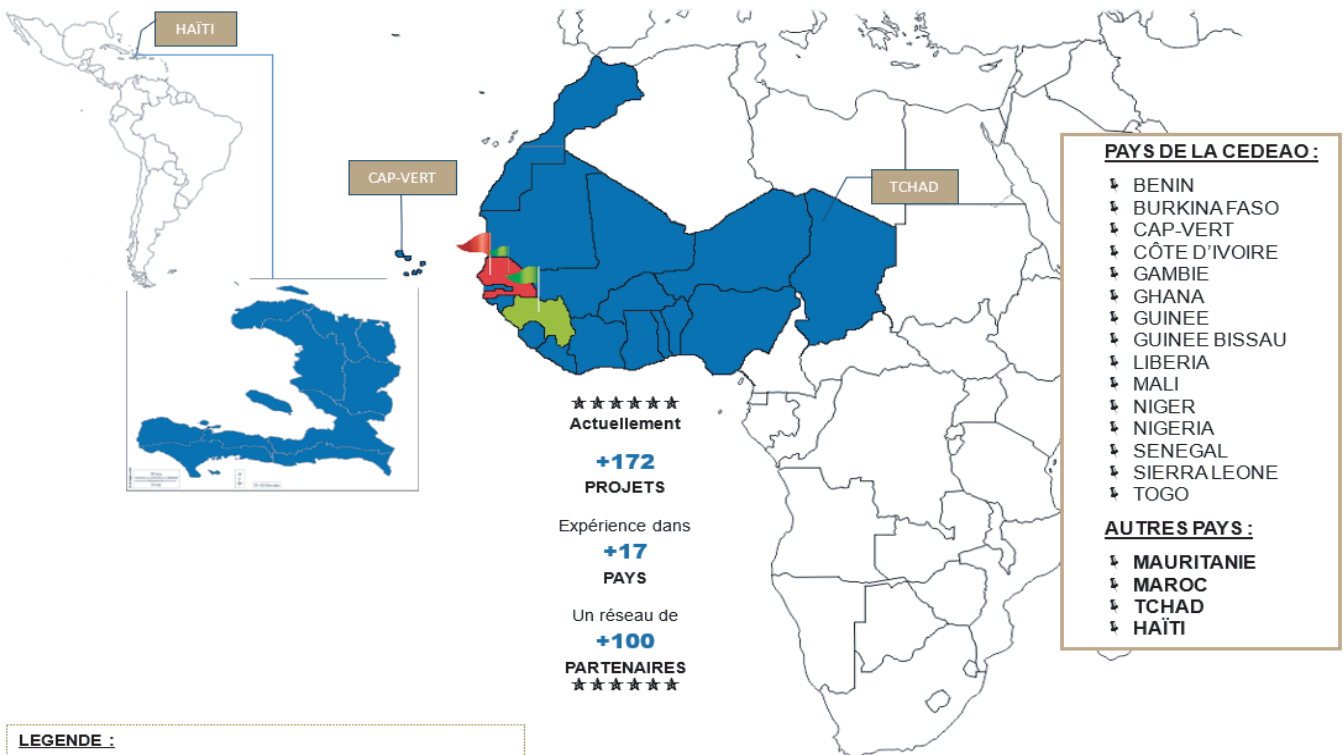 HAÏTI
CAP-VERT
TCHAD
PAYS DE LA CEDEAO :
BENIN
BURKINA FASO
CAP-VERT
CÔTE D'IVOIRE
GAMBIE
GHANA
GUINEE
GUINEE BISSAU
LIBERIA
MALI
NIGER
NIGERIA
SENEGAL
SIERRA LEONE
TOGO
AUTRES PAYS :
MAURITANIE
MAROC
TCHAD
HAÏTI
Actuellement
+172
PROJETS
Expérience dans
+17
PAYS
Un réseau de
+100
PARTENAIRES
LEGENDE :